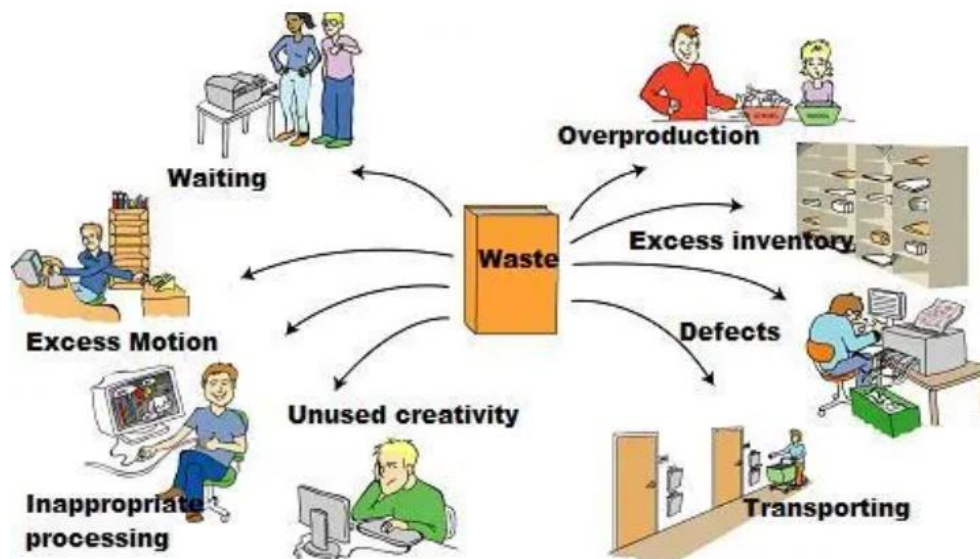 Waiting
Overproduction
Waste
Excess inventory
Excess Motion
Defects
Unused creativity
Inappropriate
processing
Transporting